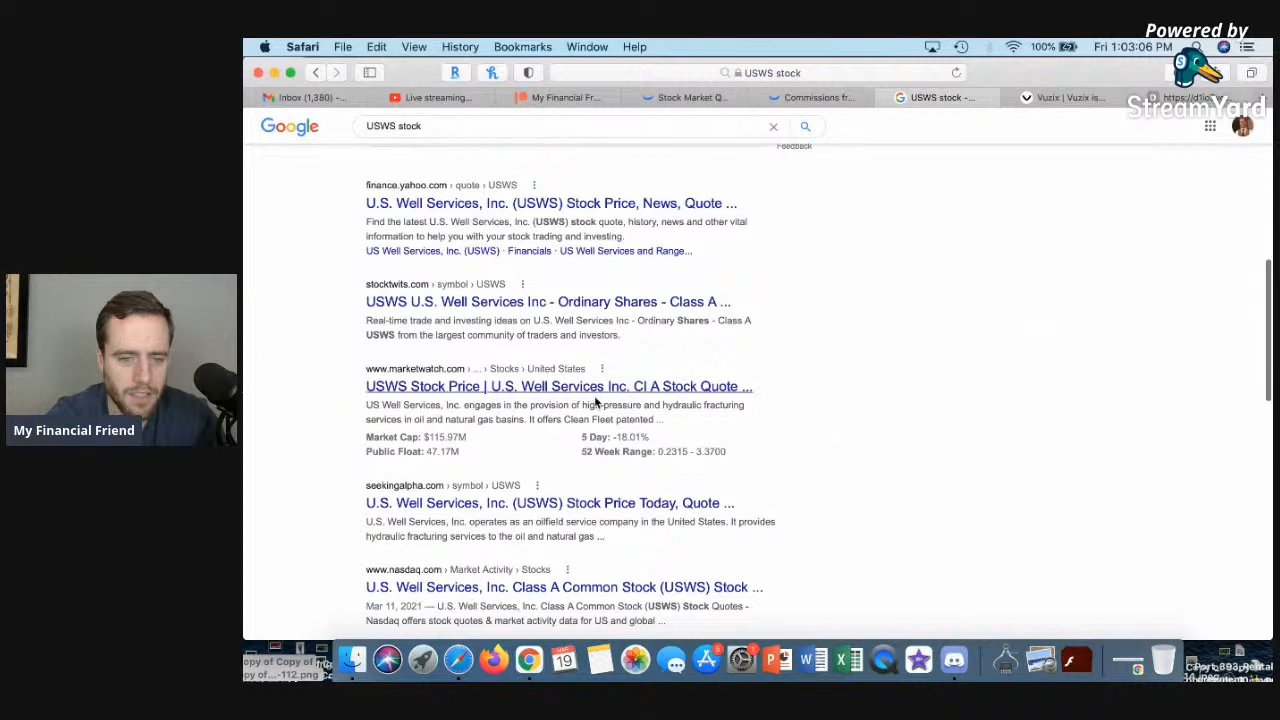 Powered by
StreamYard
Safari File Edit View History Bookmarks Window Help
100% Fri 1:03:06 PM
USWS stock
Inbox (1,380) –...
Live streaming...
My Financial Fr...
Stock Market Q...
Commissions fr...
USWS stock -...
Vuzix | Vuzix is...
Google
USWS stock
Feedback
finance.yahoo.com › quote › USWS
U.S. Well Services, Inc. (USWS) Stock Price, News, Quote ...
Find the latest U.S. Well Services, Inc. (USWS) stock quote, history, news and other vital
information to help you with your stock trading and investing.
US Well Services, Inc. (USWS) · Financials · US Well Services and Range...
stocktwits.com › symbol › USWS
USWS U.S. Well Services Inc - Ordinary Shares - Class A ...
Real-time trade and investing ideas on U.S. Well Services Inc - Ordinary Shares - Class A
USWS from the largest community of traders and investors.
www.marketwatch.com › ... › Stocks › United States
USWS Stock Price | U.S. Well Services Inc. Cl A Stock Quote ...
US Well Services, Inc. engages in the provision of high-pressure and hydraulic fracturing
services in oil and natural gas basins. It offers Clean Fleet patented ...
Market Cap: $115.97M 5 Day: -18.01%
Public Float: 47.17M 52 Week Range: 0.2315 - 3.3700
seekingalpha.com › symbol › USWS
U.S. Well Services, Inc. (USWS) Stock Price Today, Quote ...
U.S. Well Services, Inc. operates as an oilfield service company in the United States. It provides
hydraulic fracturing services to the oil and natural gas ...
www.nasdaq.com › Market Activity › Stocks
U.S. Well Services, Inc. Class A Common Stock (USWS) Stock ...
Mar 11, 2021 — U.S. Well Services, Inc. Class A Common Stock (USWS) Stock Quotes -
Nasdaq offers stock quotes & market activity data for US and global ...
My Financial Friend
19
opy of Copy of
py of...-112.png